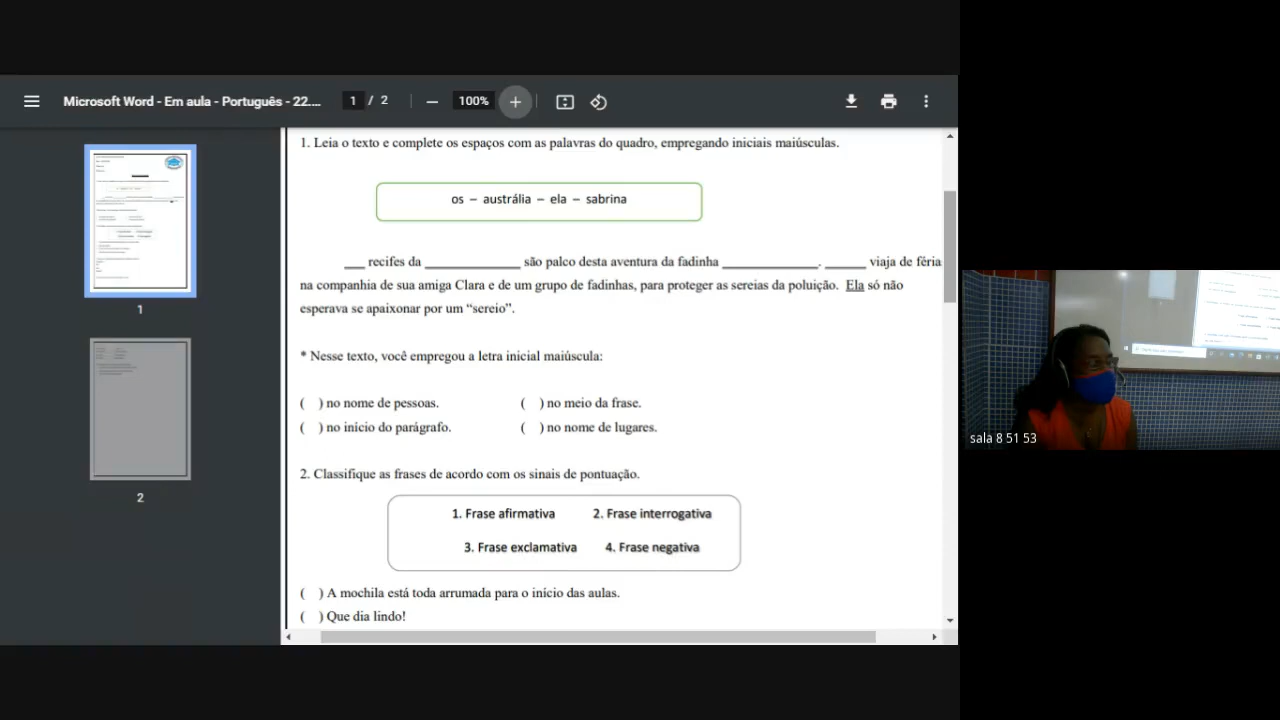 Microsoft Word - Em aula - Português - 22....
1 / 2
100%
1. Leia o texto e complete os espaços com as palavras do quadro, empregando iniciais maiúsculas.
os – austrália – ela – sabrina
___ recifes da ______________ são palco desta aventura da fadinha ______________. ______ viaja de féria
na companhia de sua amiga Clara e de um grupo de fadinhas, para proteger as sereias da poluição. Ela só não
esperava se apaixonar por um “sereio”.
* Nesse texto, você empregou a letra inicial maiúscula:
( ) no nome de pessoas. ( ) no meio da frase.
( ) no início do parágrafo. ( ) no nome de lugares.
2. Classifique as frases de acordo com os sinais de pontuação.
1. Frase afirmativa 2. Frase interrogativa
3. Frase exclamativa 4. Frase negativa
( ) A mochila está toda arrumada para o início das aulas.
( ) Que dia lindo!
1
2
sala 8 51 53